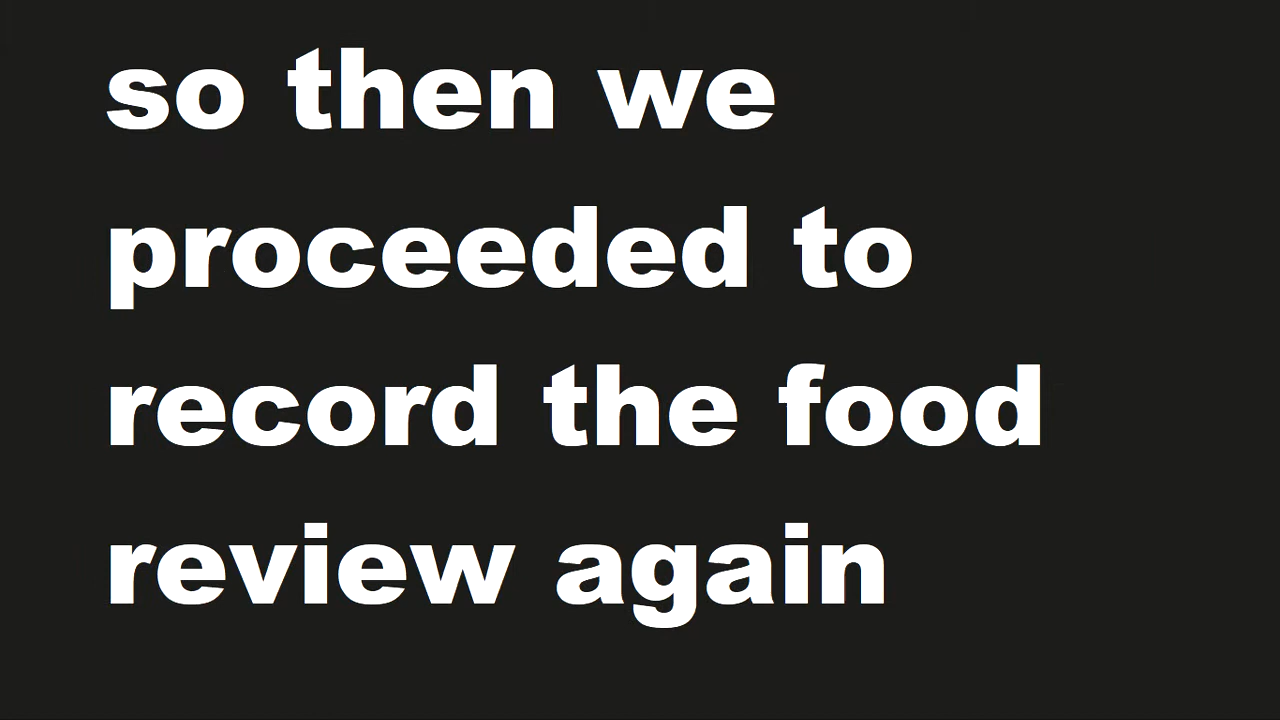 so then we
proceeded to
record the food
review again